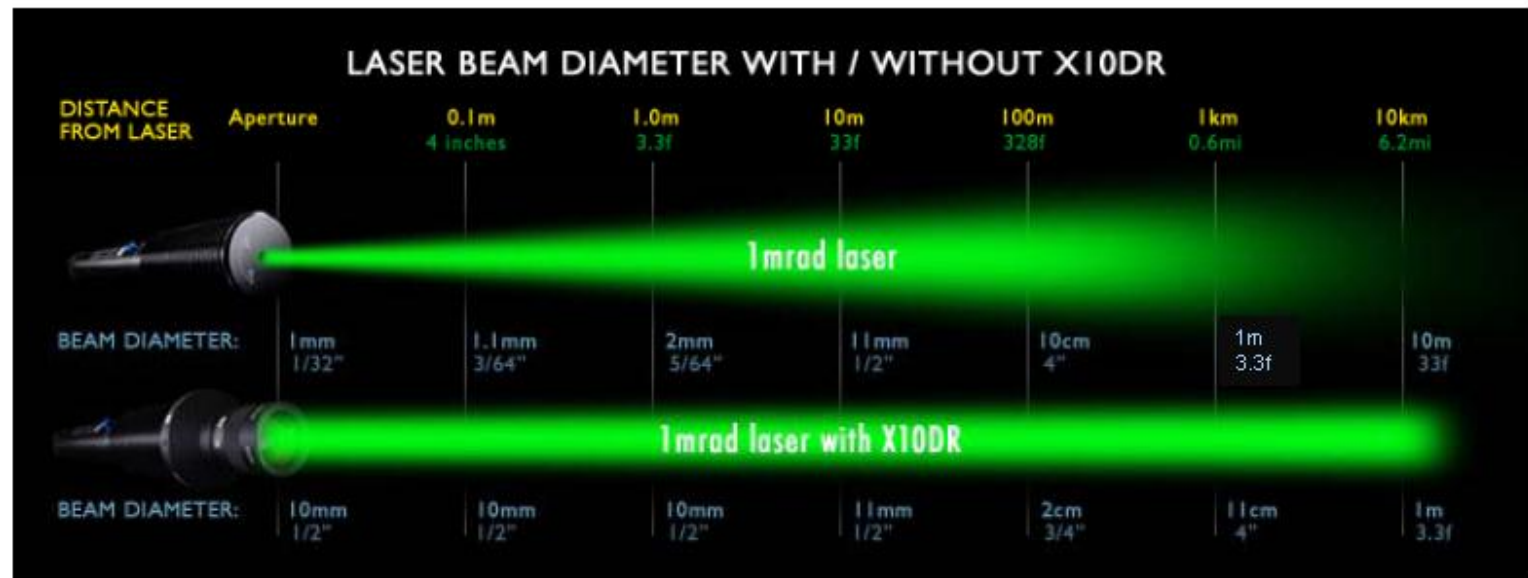 LASER BEAM DIAMETER WITH / WITHOUT X10DR
DISTANCE FROM LASER
Aperture 0.1m 1.0m 10m 100m 1km 10km
4 inches 3.3f 33f 328f 0.6mi 6.2mi
1mrad laser
BEAM DIAMETER: 1mm 1.1mm 2mm 11mm 10cm 1m 10m
1/32" 3/64" 5/64" 1/2" 4" 3.3f 33f
1mrad laser with X10DR
BEAM DIAMETER: 10mm 10mm 10mm 11mm 2cm 11cm 1m
1/2" 1/2" 1/2" 1/2" 3/4" 4" 3.3f